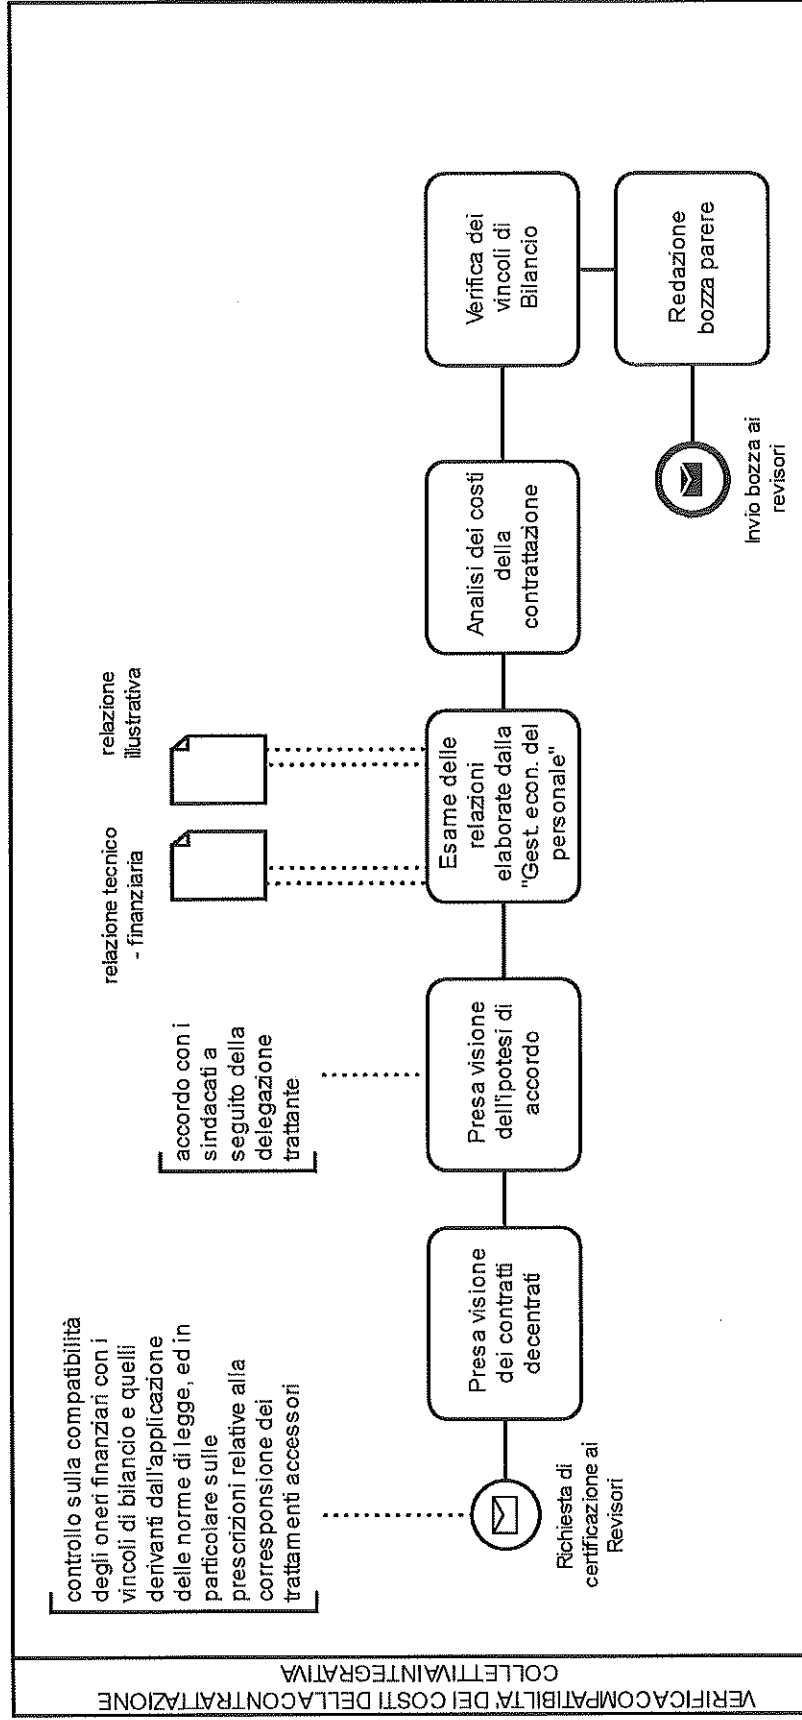 VERIFICA COMPATIBILITA' DEI COSTI DELLA CONTRATTAZIONE
COLLETTIVA INTEGRATIVA
controllo sulla compatibilità
degli oneri finanziari con i
vincoli di bilancio e quelli
derivanti dall'applicazione
delle norme di legge, ed in
particolare sulle
prescrizioni relative alla
corresponsione dei
trattamenti accessori
Richiesta di
certificazione ai
Revisori
Presa visione
dei contratti
decentrati
accordo con i
sindacati a
seguito della
delegazione
trattante
Presa visione
dell'ipotesi di
accordo
relazione tecnico
- finanziaria
relazione
illustrativa
Esame delle
relazioni
elaborate dalla
"Gest. econ. del
personale"
Analisi dei costi
della
contrattazione
Verifica dei
vincoli di
Bilancio
Redazione
bozza parere
Invio bozza ai
revisori